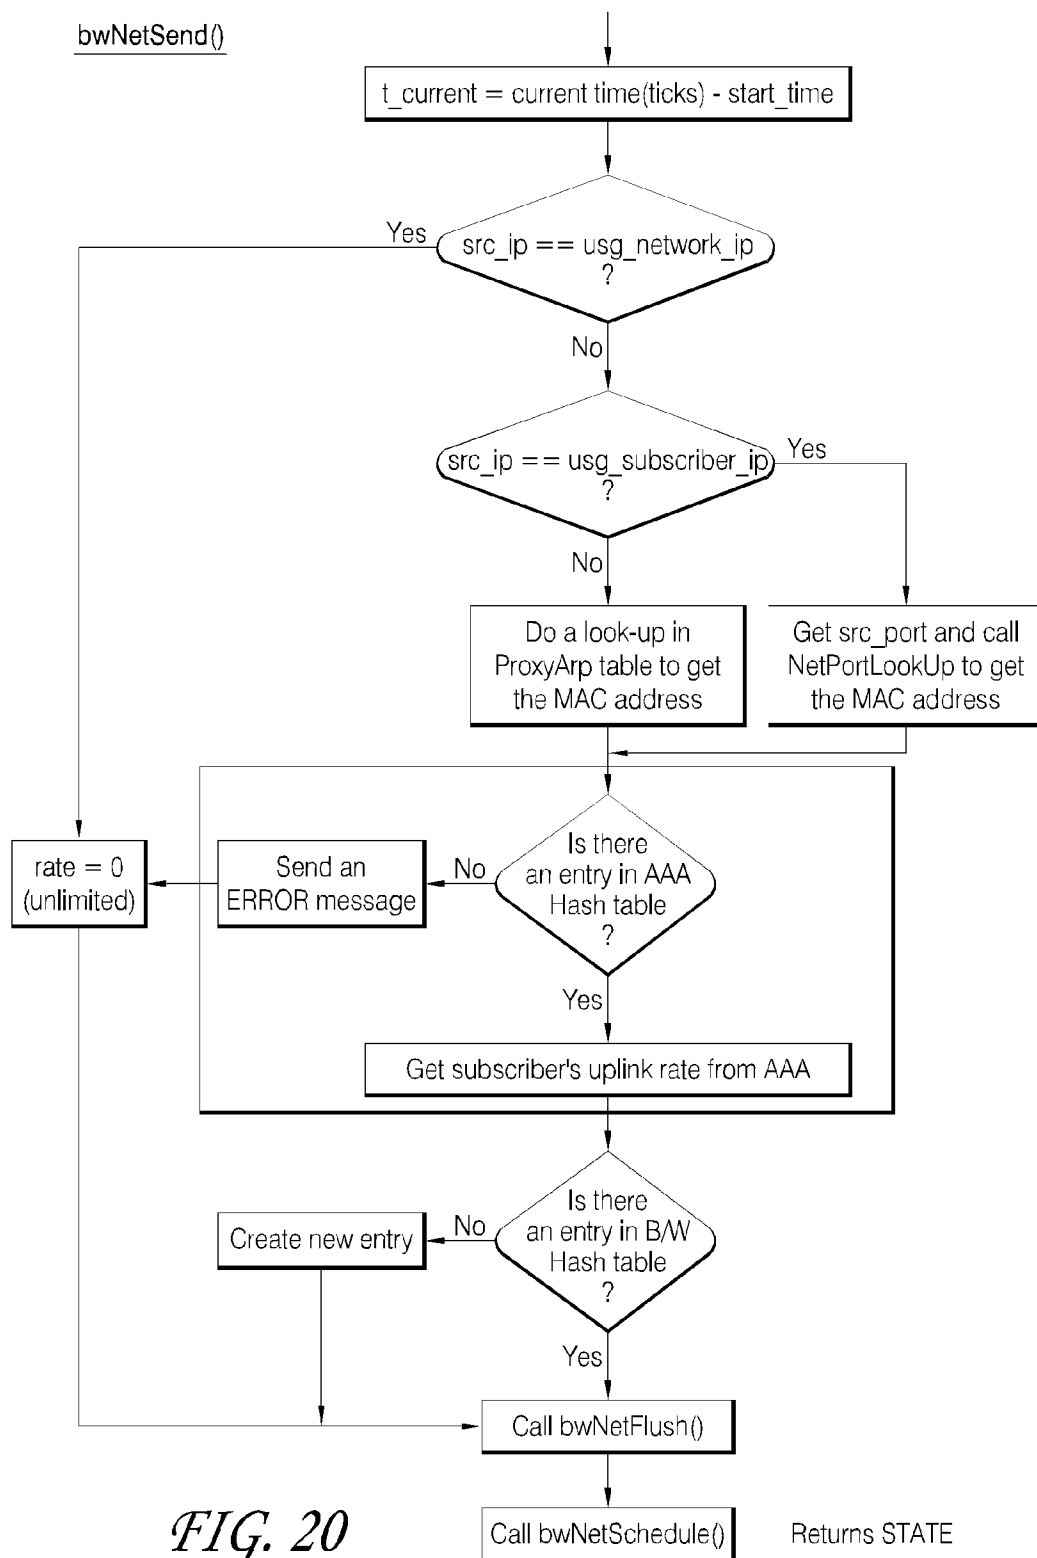 bwNetSend()
t_current = current time(ticks) - start_time
Yes
src_ip == usg_network_ip
?
No
src_ip == usg_subscriber_ip
?
Yes
No
Do a look-up in
ProxyArp table to get
the MAC address
Get src_port and call
NetPortLookUp to get
the MAC address
rate = 0
(unlimited)
Send an
ERROR message
No
Is there
an entry in AAA
Hash table
?
Yes
Get subscriber's uplink rate from AAA
Create new entry
No
Is there
an entry in B/W
Hash table
?
Yes
Call bwNetFlush()
FIG. 20
Call bwNetSchedule()
Returns STATE